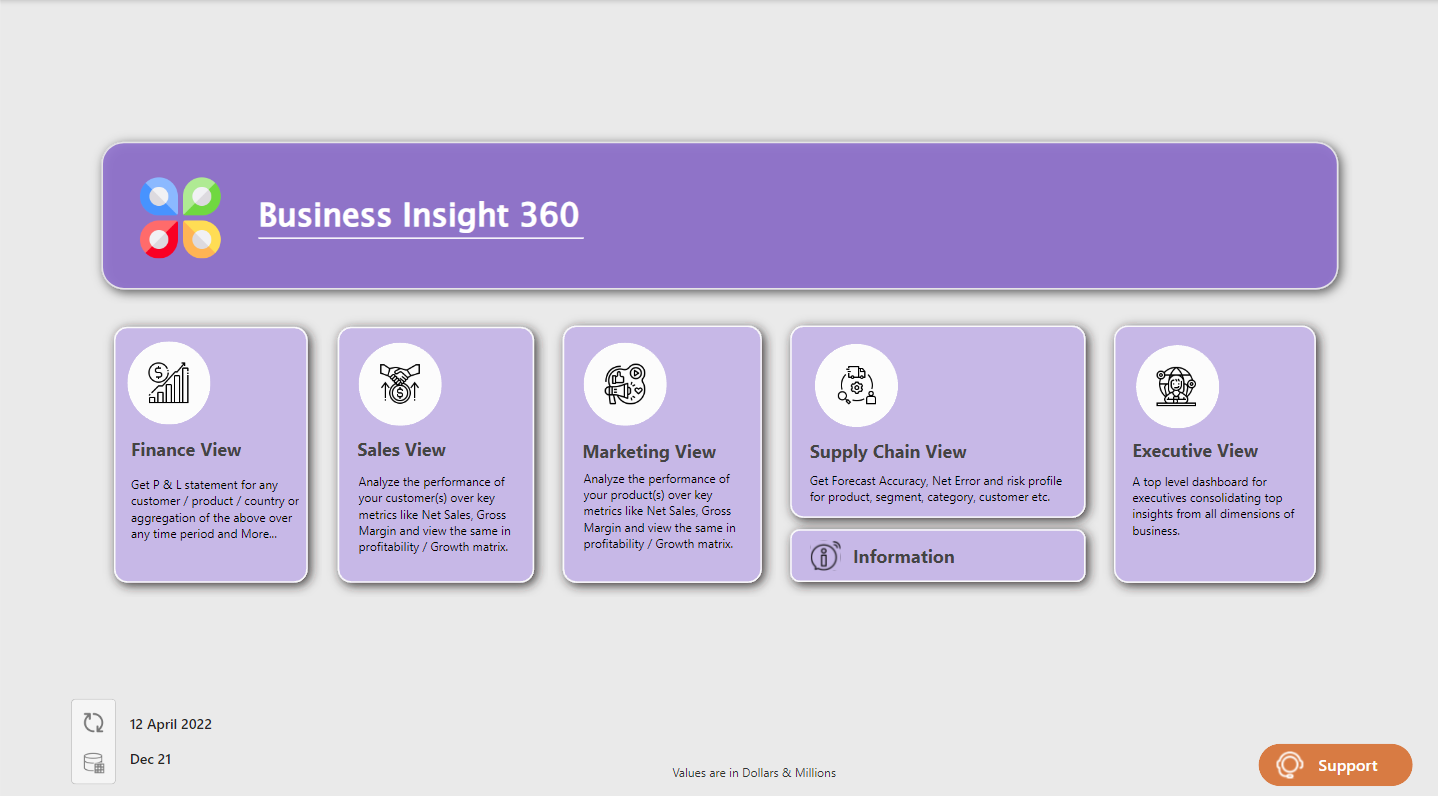 Business Insight 360
Finance View
Get P & L statement for any
customer / product / country or
aggregation of the above over
any time period and More...
Sales View
Analyze the performance of
your customer(s) over key
metrics like Net Sales, Gross
Margin and view the same in
profitability / Growth matrix.
Marketing View
Analyze the performance of
your product(s) over key
metrics like Net Sales, Gross
Margin and view the same in
profitability / Growth matrix.
Supply Chain View
Get Forecast Accuracy, Net Error and risk profile
for product, segment, category, customer etc.
Information
Executive View
A top level dashboard for
executives consolidating top
insights from all dimensions of
business.
12 April 2022
Dec 21
Values are in Dollars & Millions
Support